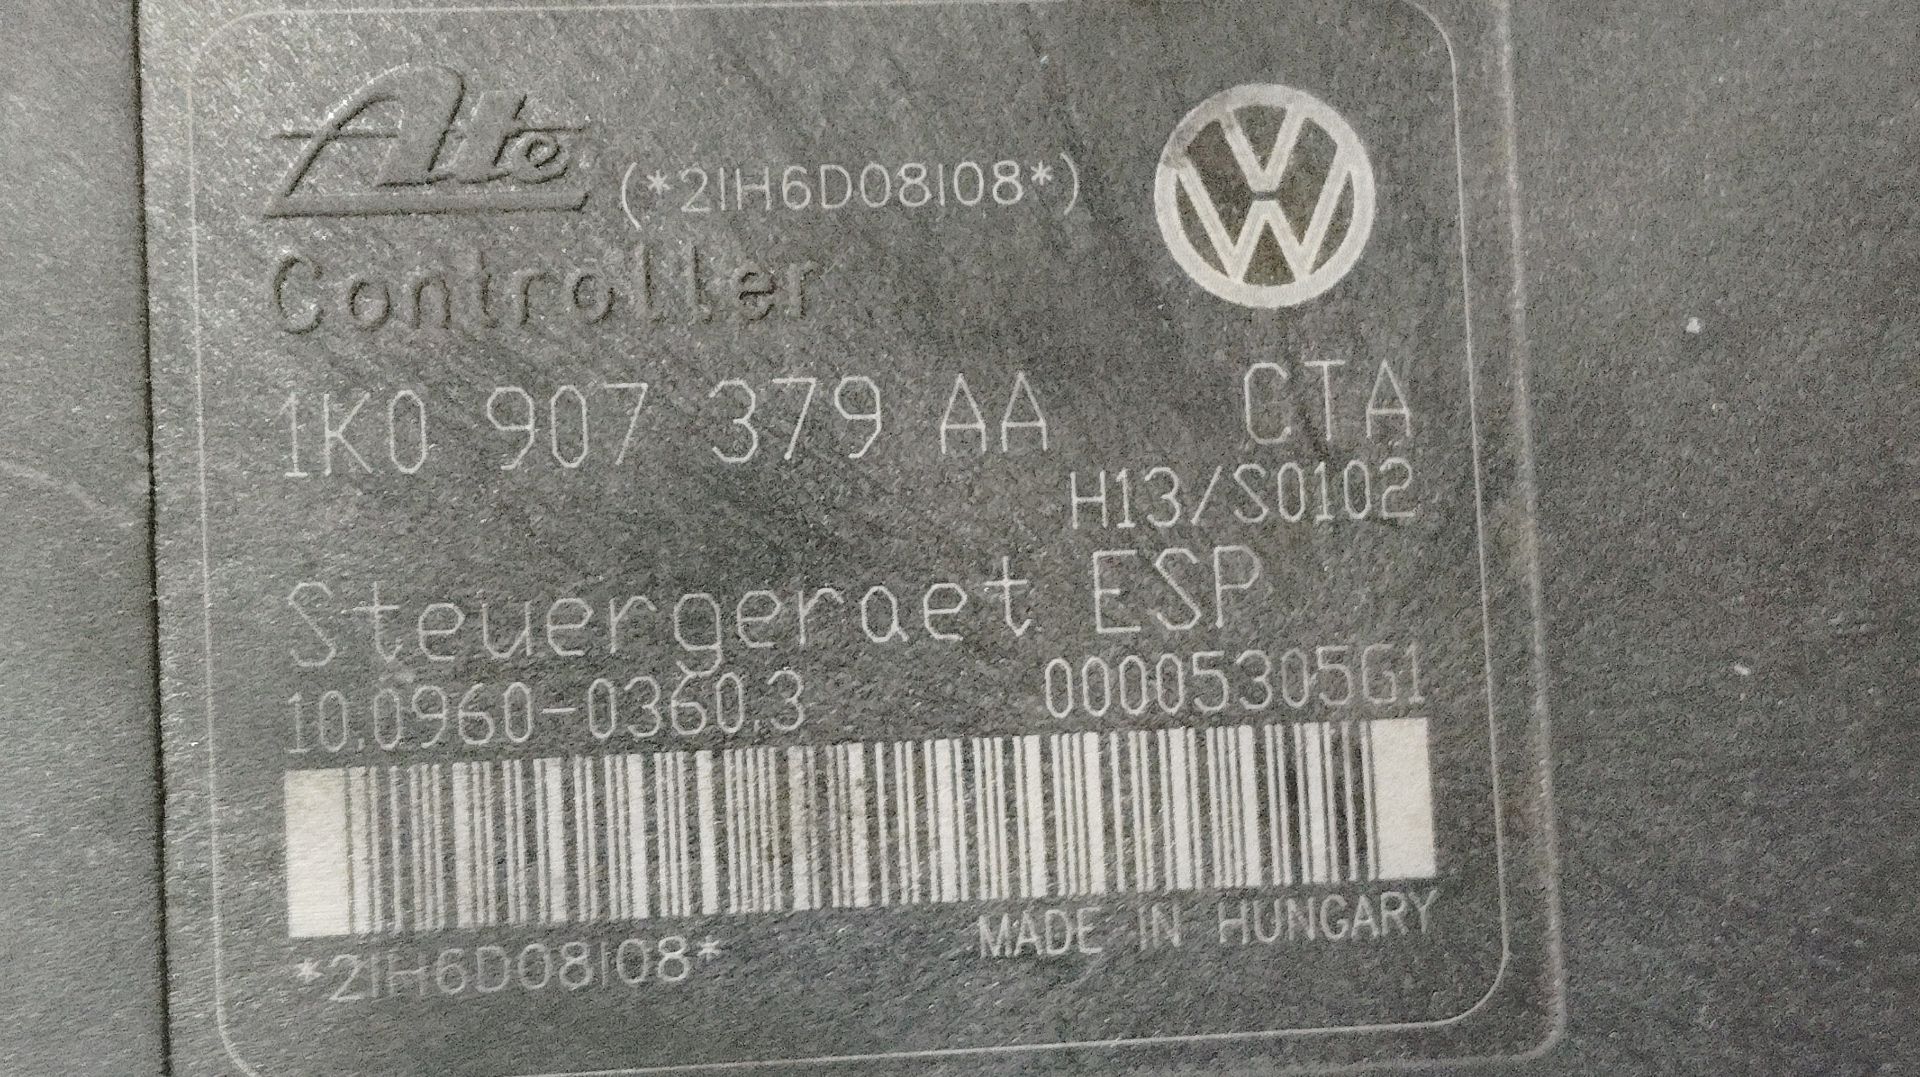 Ate (*2IH6D08I08*)
Controller
1K0 907 379 AA CTA
H13/S0102
Steuergeraet ESP
10.0960-0360.3 00005305G1
MADE IN HUNGARY
*2IH6D08I08*